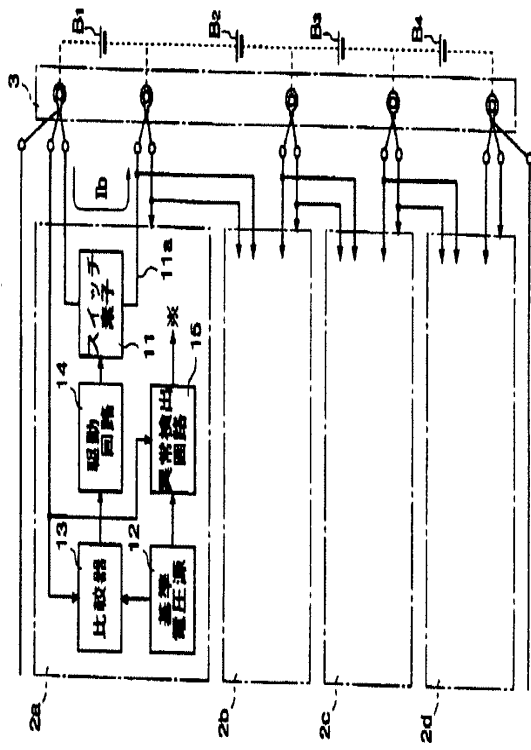 B1
B2
B3
B4
3
Ib
11a
スイッチ
素子
11
14
駆動
回路
※
15
異常検出
回路
13
比較器
12
基準
電圧源
2a
2b
2c
2d